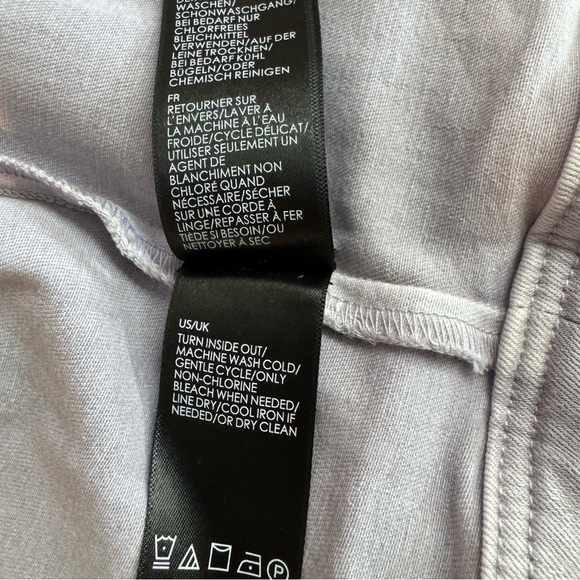 WASCHEN/
SCHONWASCHGANG/
BEI BEDARF NUR
CHLORFREIES
BLEICHMITTEL
VERWENDEN/AUF DER
LEINE TROCKNEN/
BEI BEDARF KÜHL
BÜGELN/ODER
CHEMISCH REINIGEN
FR
RETOURNER SUR
L'ENVERS/LAVER À
LA MACHINE À L'EAU
FROIDE/CYCLE DÉLICAT/
UTILISER SEULEMENT UN
AGENT DE
BLANCHIMENT NON
CHLORÉ QUAND
NÉCESSAIRE/SÉCHER
SUR UNE CORDE À
LINGE/REPASSER À FER
TIÈDE SI BESOIN/OU
NETTOYER À SEC
US/UK
TURN INSIDE OUT/
MACHINE WASH COLD/
GENTLE CYCLE/ONLY
NON-CHLORINE
BLEACH WHEN NEEDED/
LINE DRY/COOL IRON IF
NEEDED/OR DRY CLEAN
P